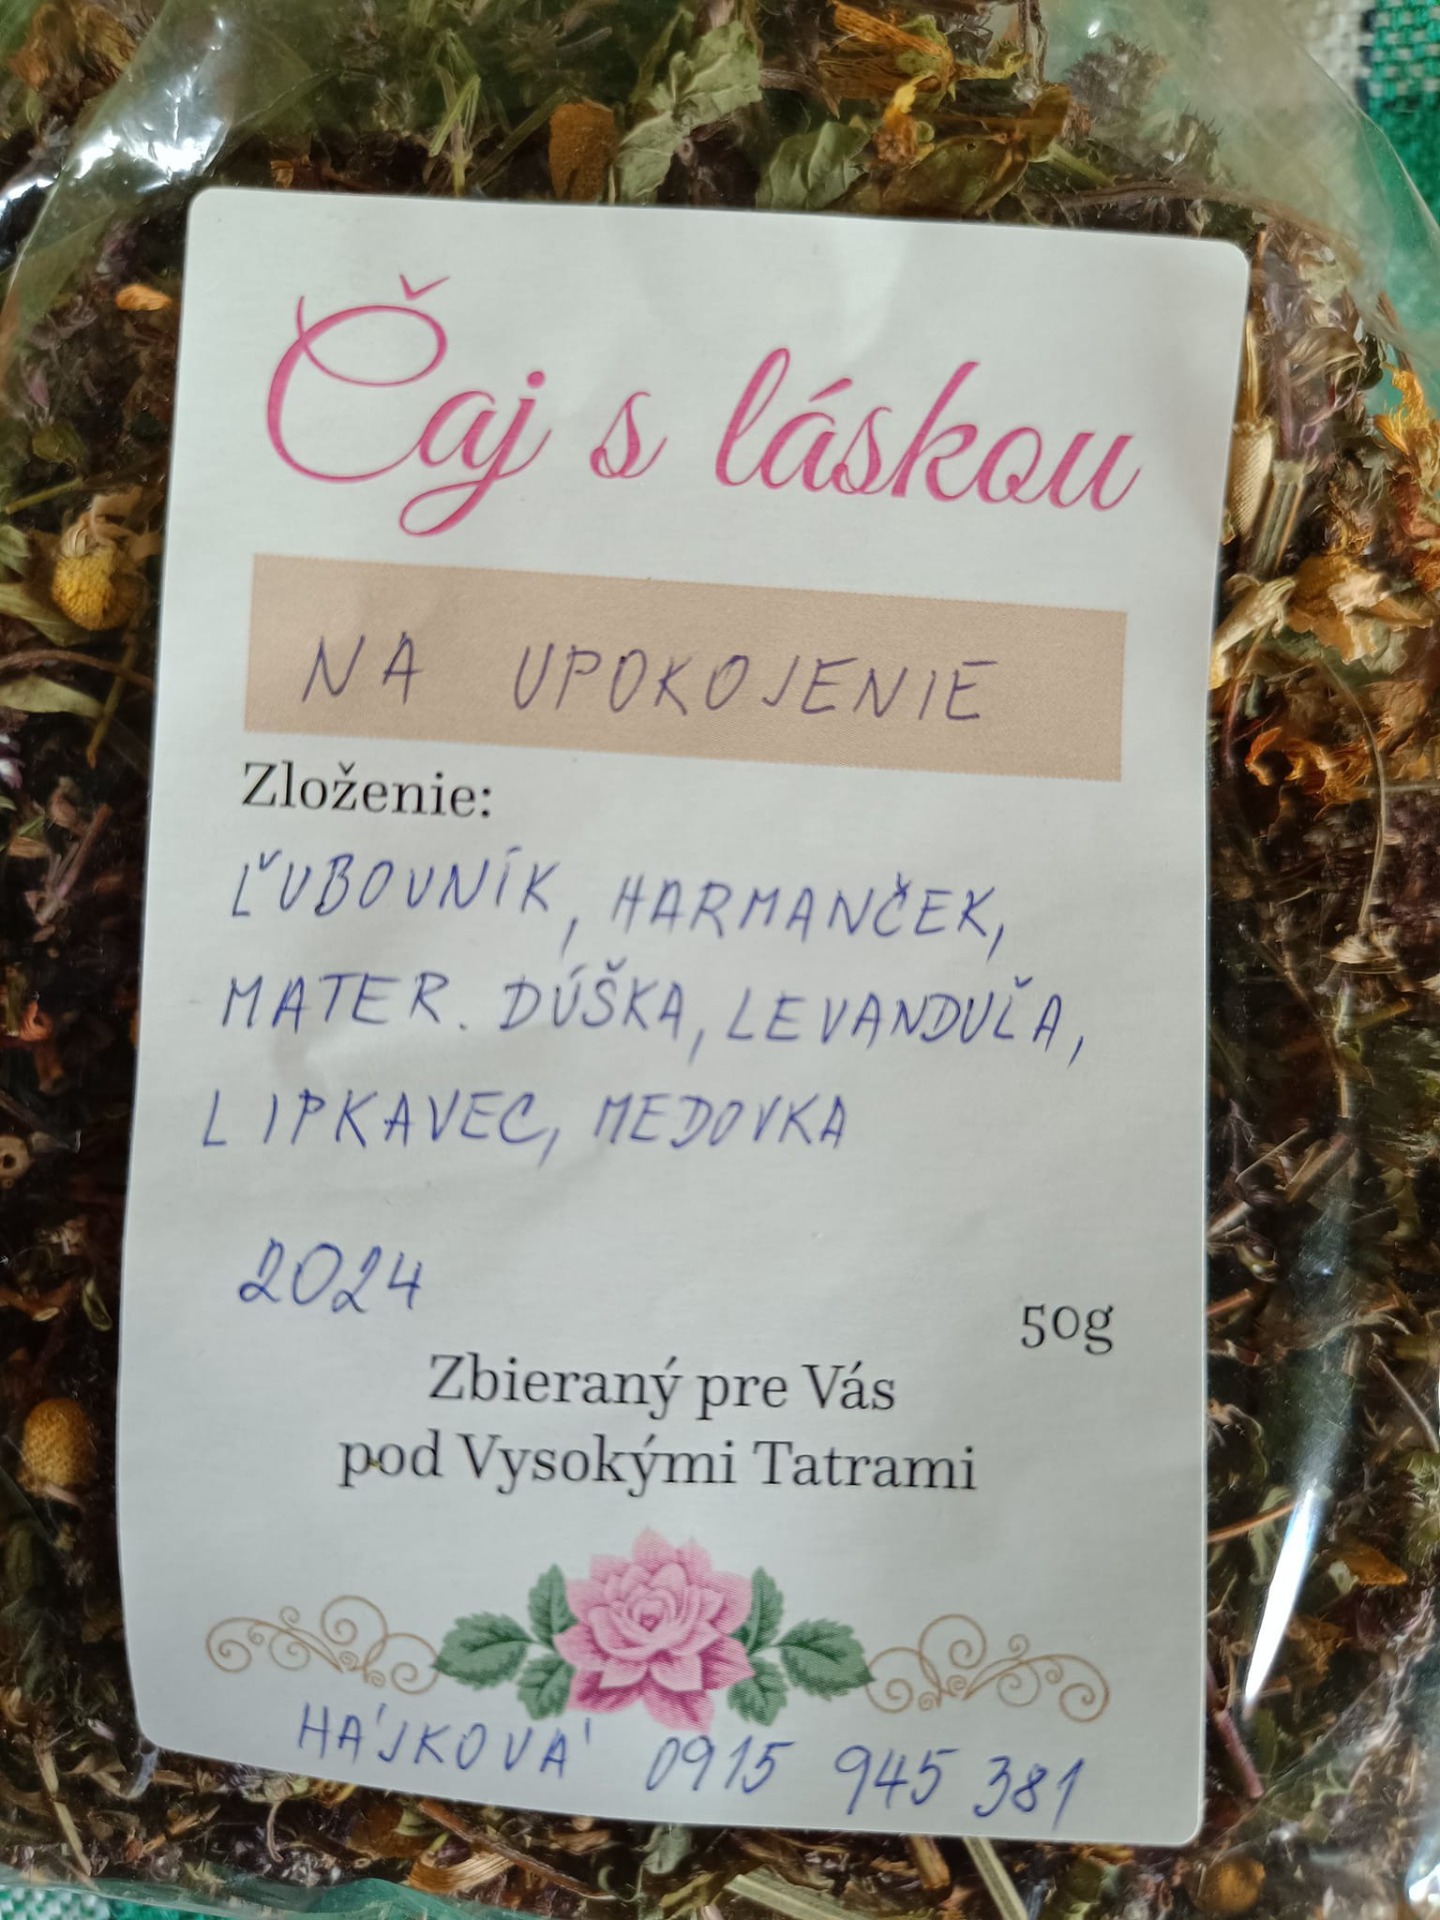 Čaj s láskou
NA UPOKOJENIE
Zloženie:
ĽUBOVNÍK, HARMANČEK,
MATER. DÚŠKA, LEVANDUĽA,
LIPKAVEC, MEDOVKA
2024
50g
Zbieraný pre Vás
pod Vysokými Tatrami
HÁJKOVÁ 0915 945 381